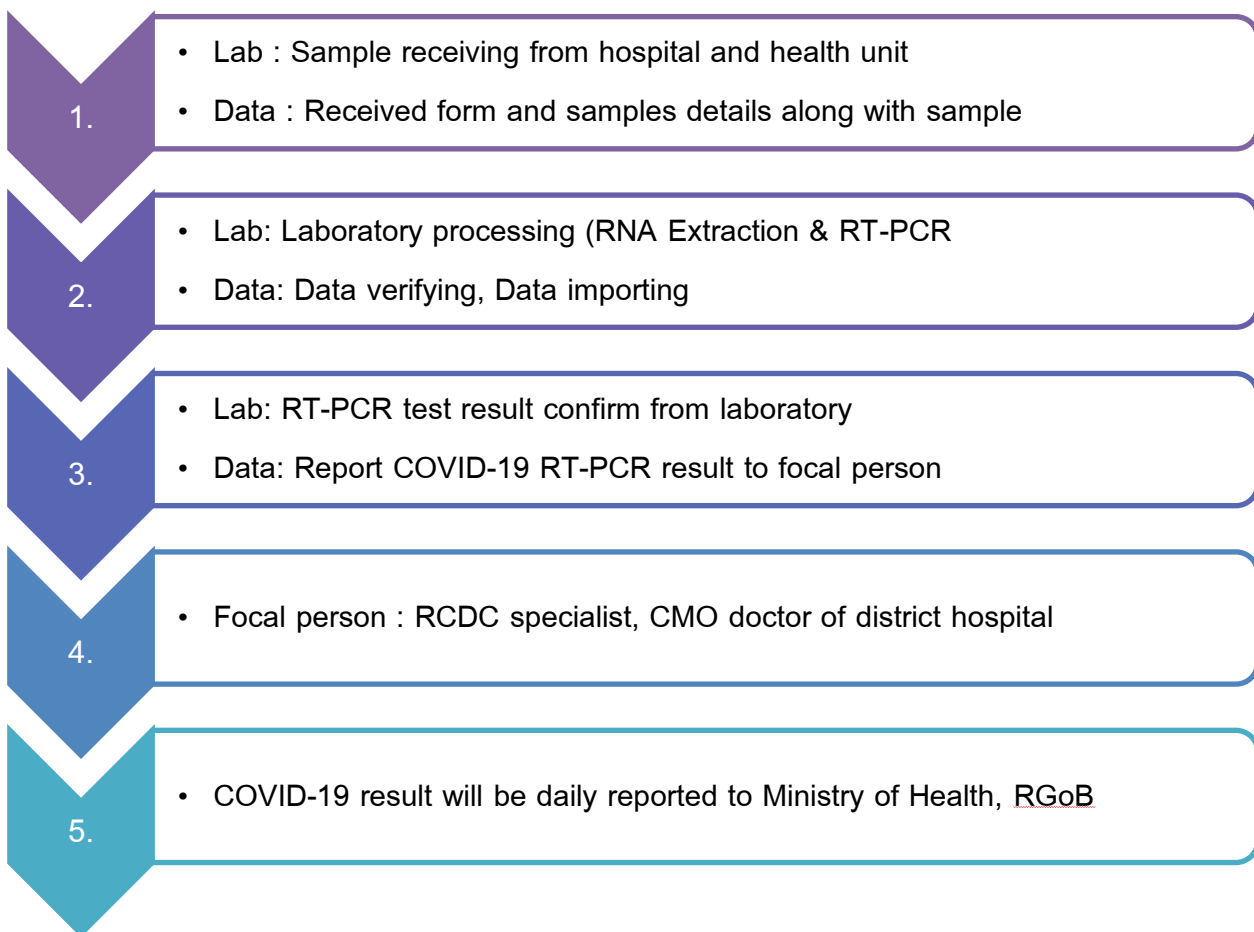 1.
• Lab : Sample receiving from hospital and health unit
• Data : Received form and samples details along with sample
2.
• Lab: Laboratory processing (RNA Extraction & RT-PCR
• Data: Data verifying, Data importing
3.
• Lab: RT-PCR test result confirm from laboratory
• Data: Report COVID-19 RT-PCR result to focal person
4.
• Focal person : RCDC specialist, CMO doctor of district hospital
5.
• COVID-19 result will be daily reported to Ministry of Health, RGoB